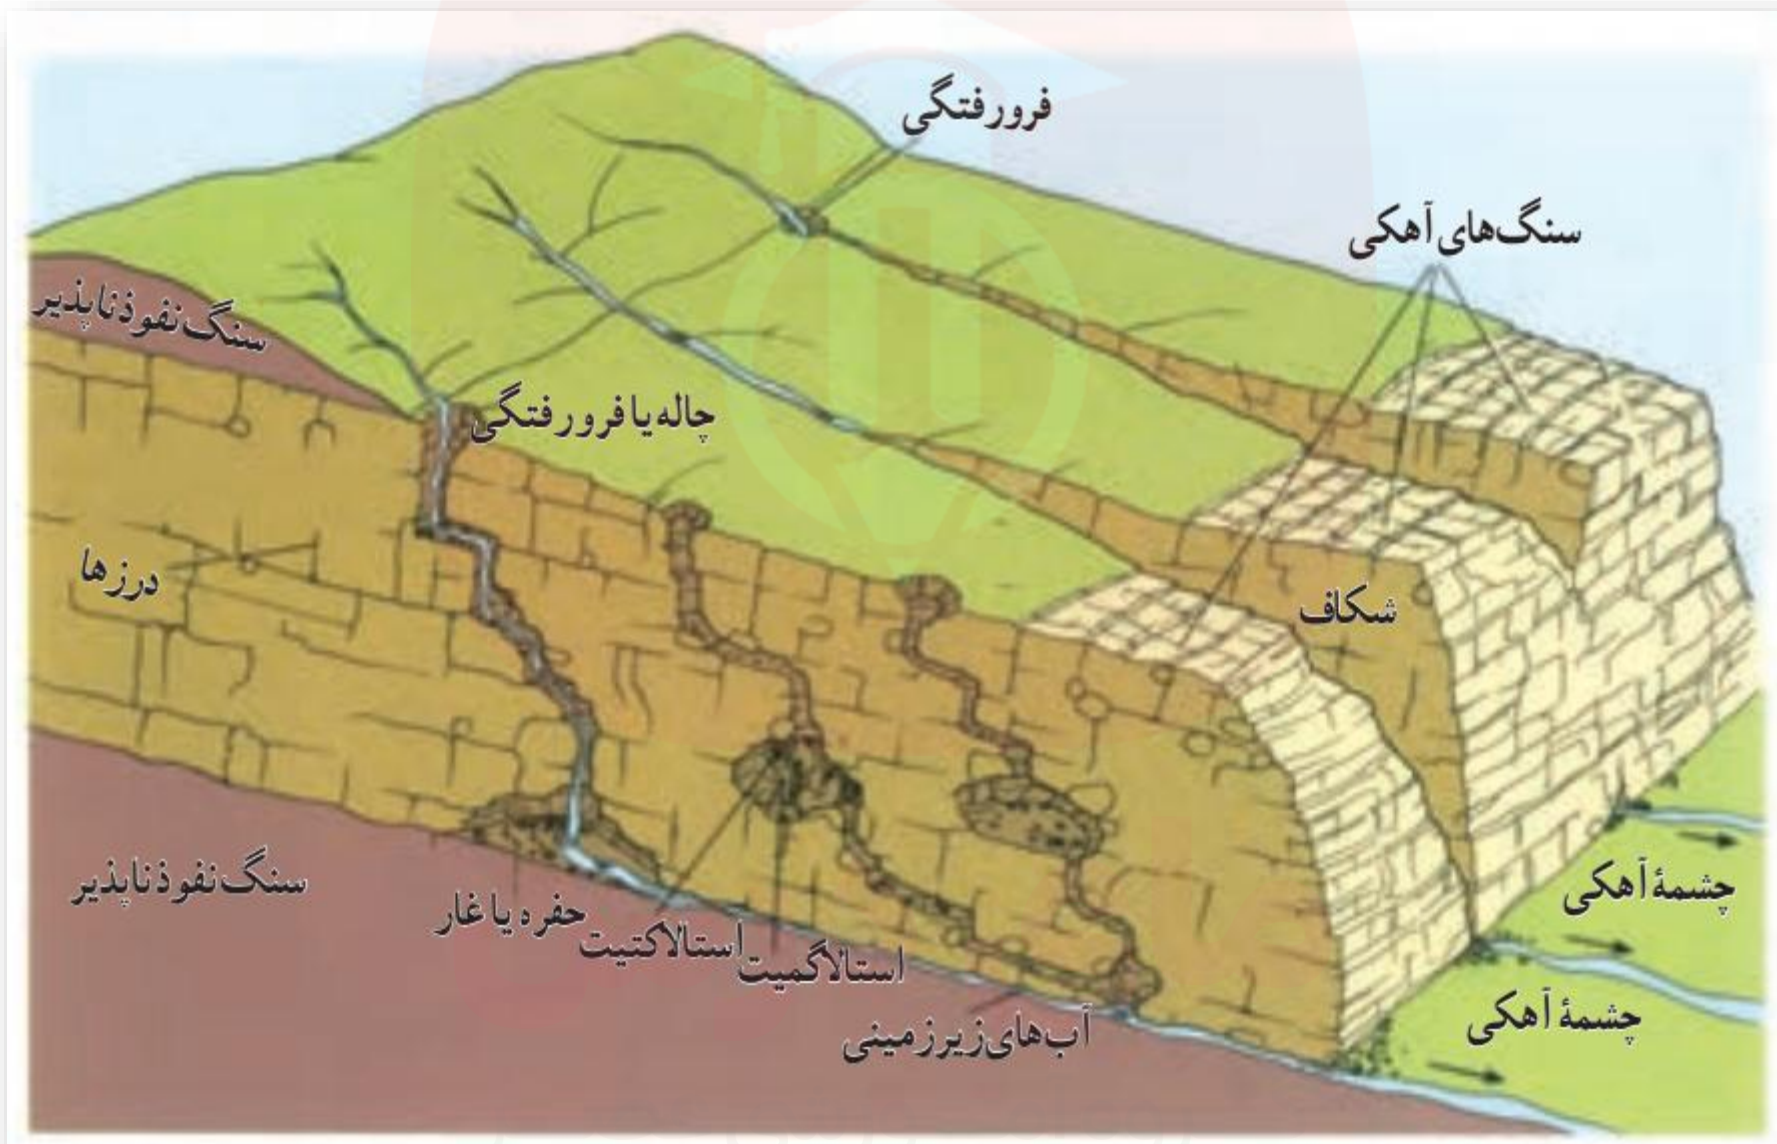 فرورفتگی
سنگ‌های آهکی
سنگ نفوذناپذیر
چاله یا فرورفتگی
درزها
شکاف
سنگ نفوذناپذیر
حفره یا غار
استالاکتیت
استالاگمیت
آب‌های زیرزمینی
چشمهٔ آهکی
چشمهٔ آهکی